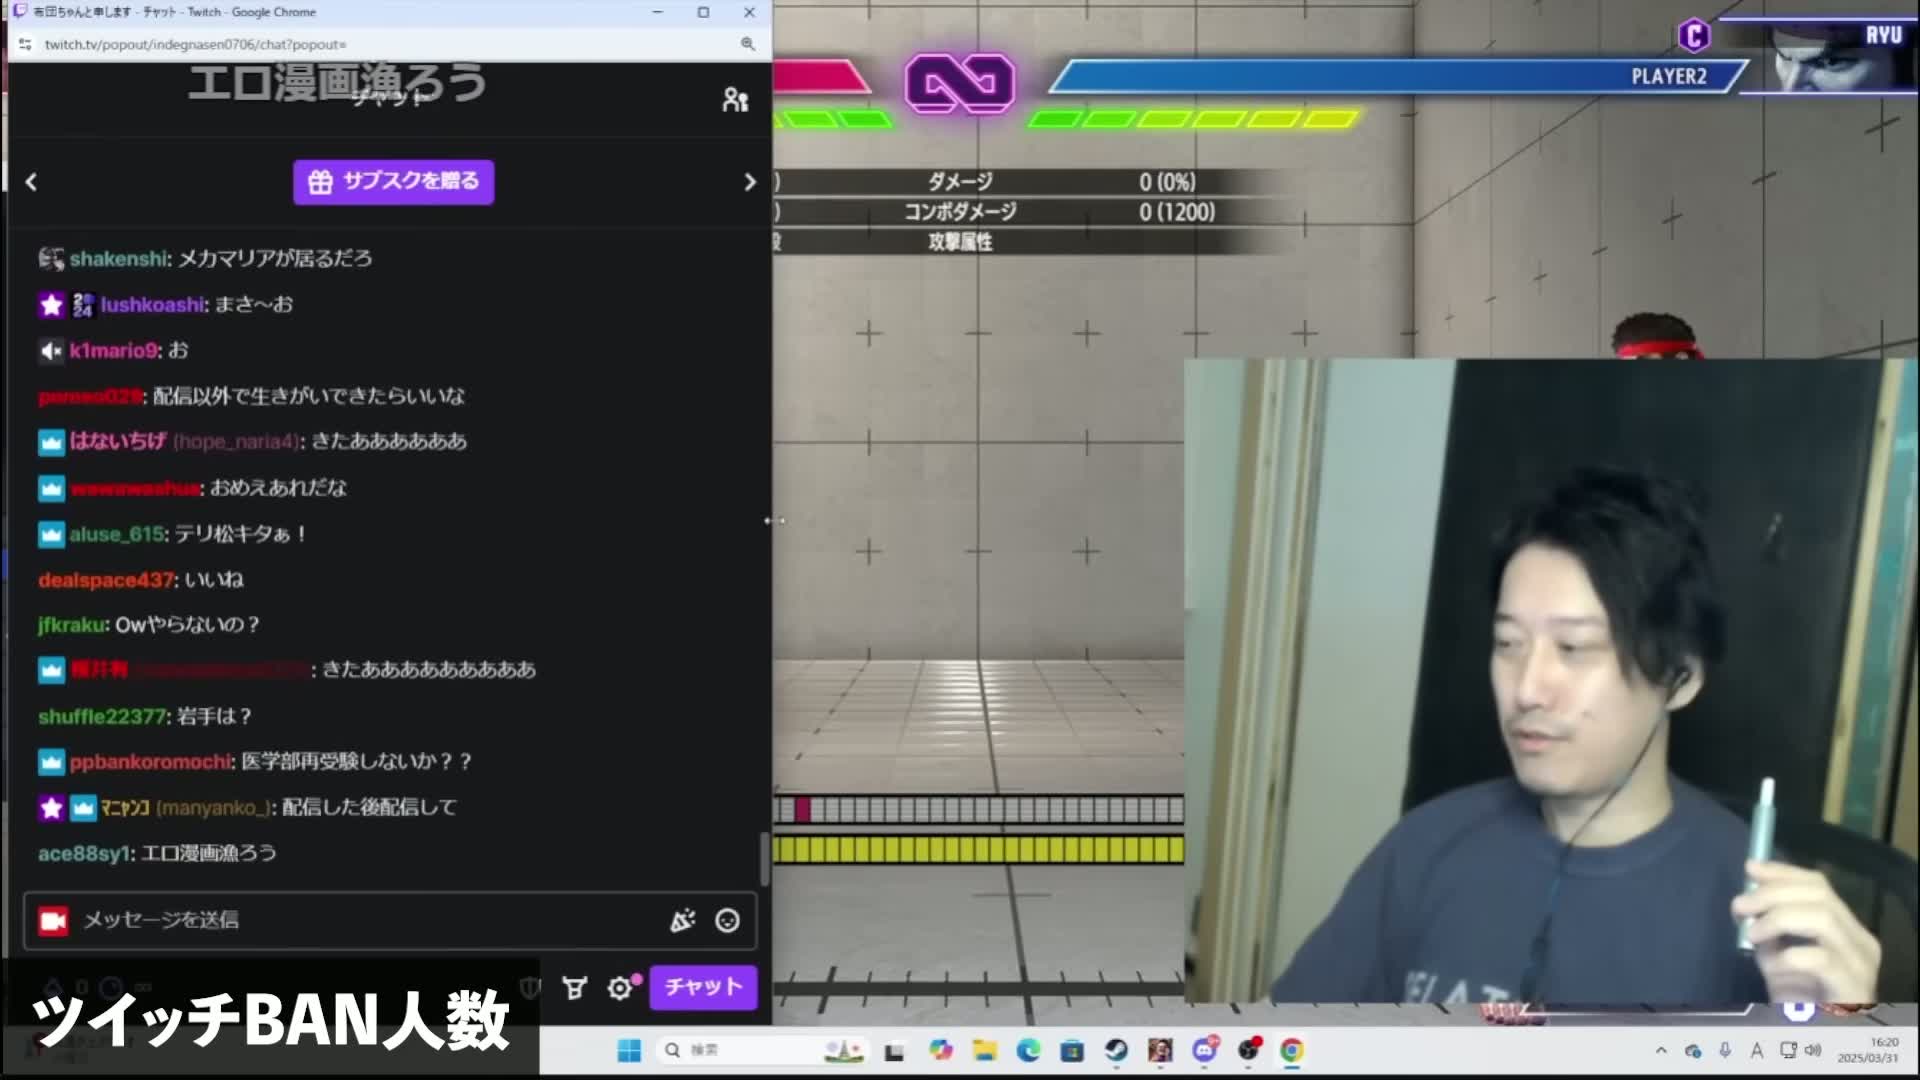 布団ちゃんと申します - チャット - Twitch - Google Chrome
twitch.tv/popout/indegnasen0706/chat?popout=
エロ漫画漁ろう
チャット
サブスクを贈る
shakenshi: メカマリアが居るだろ
lushkoashi: まさ〜お
k1mario9: お
pomeo029: 配信以外で生きがいできたらいいな
はないちげ (hope_naria4): きたああああああ
wawawashua: おめえあれだな
aluse_615: テリ松キタぁ！
dealspace437: いいね
jfkraku: Owやらないの？
桜井有 : きたあああああああああ
shuffle22377: 岩手は？
ppbankoromochi: 医学部再受験しないか？？
マニャンコ (manyanko_): 配信した後配信して
ace88sy1: エロ漫画漁ろう
メッセージを送信
チャット
ツイッチBAN人数
RYU
PLAYER2
ダメージ 0 (0%)
コンボダメージ 0 (1200)
攻撃属性
検索
A
16:20
2025/03/31